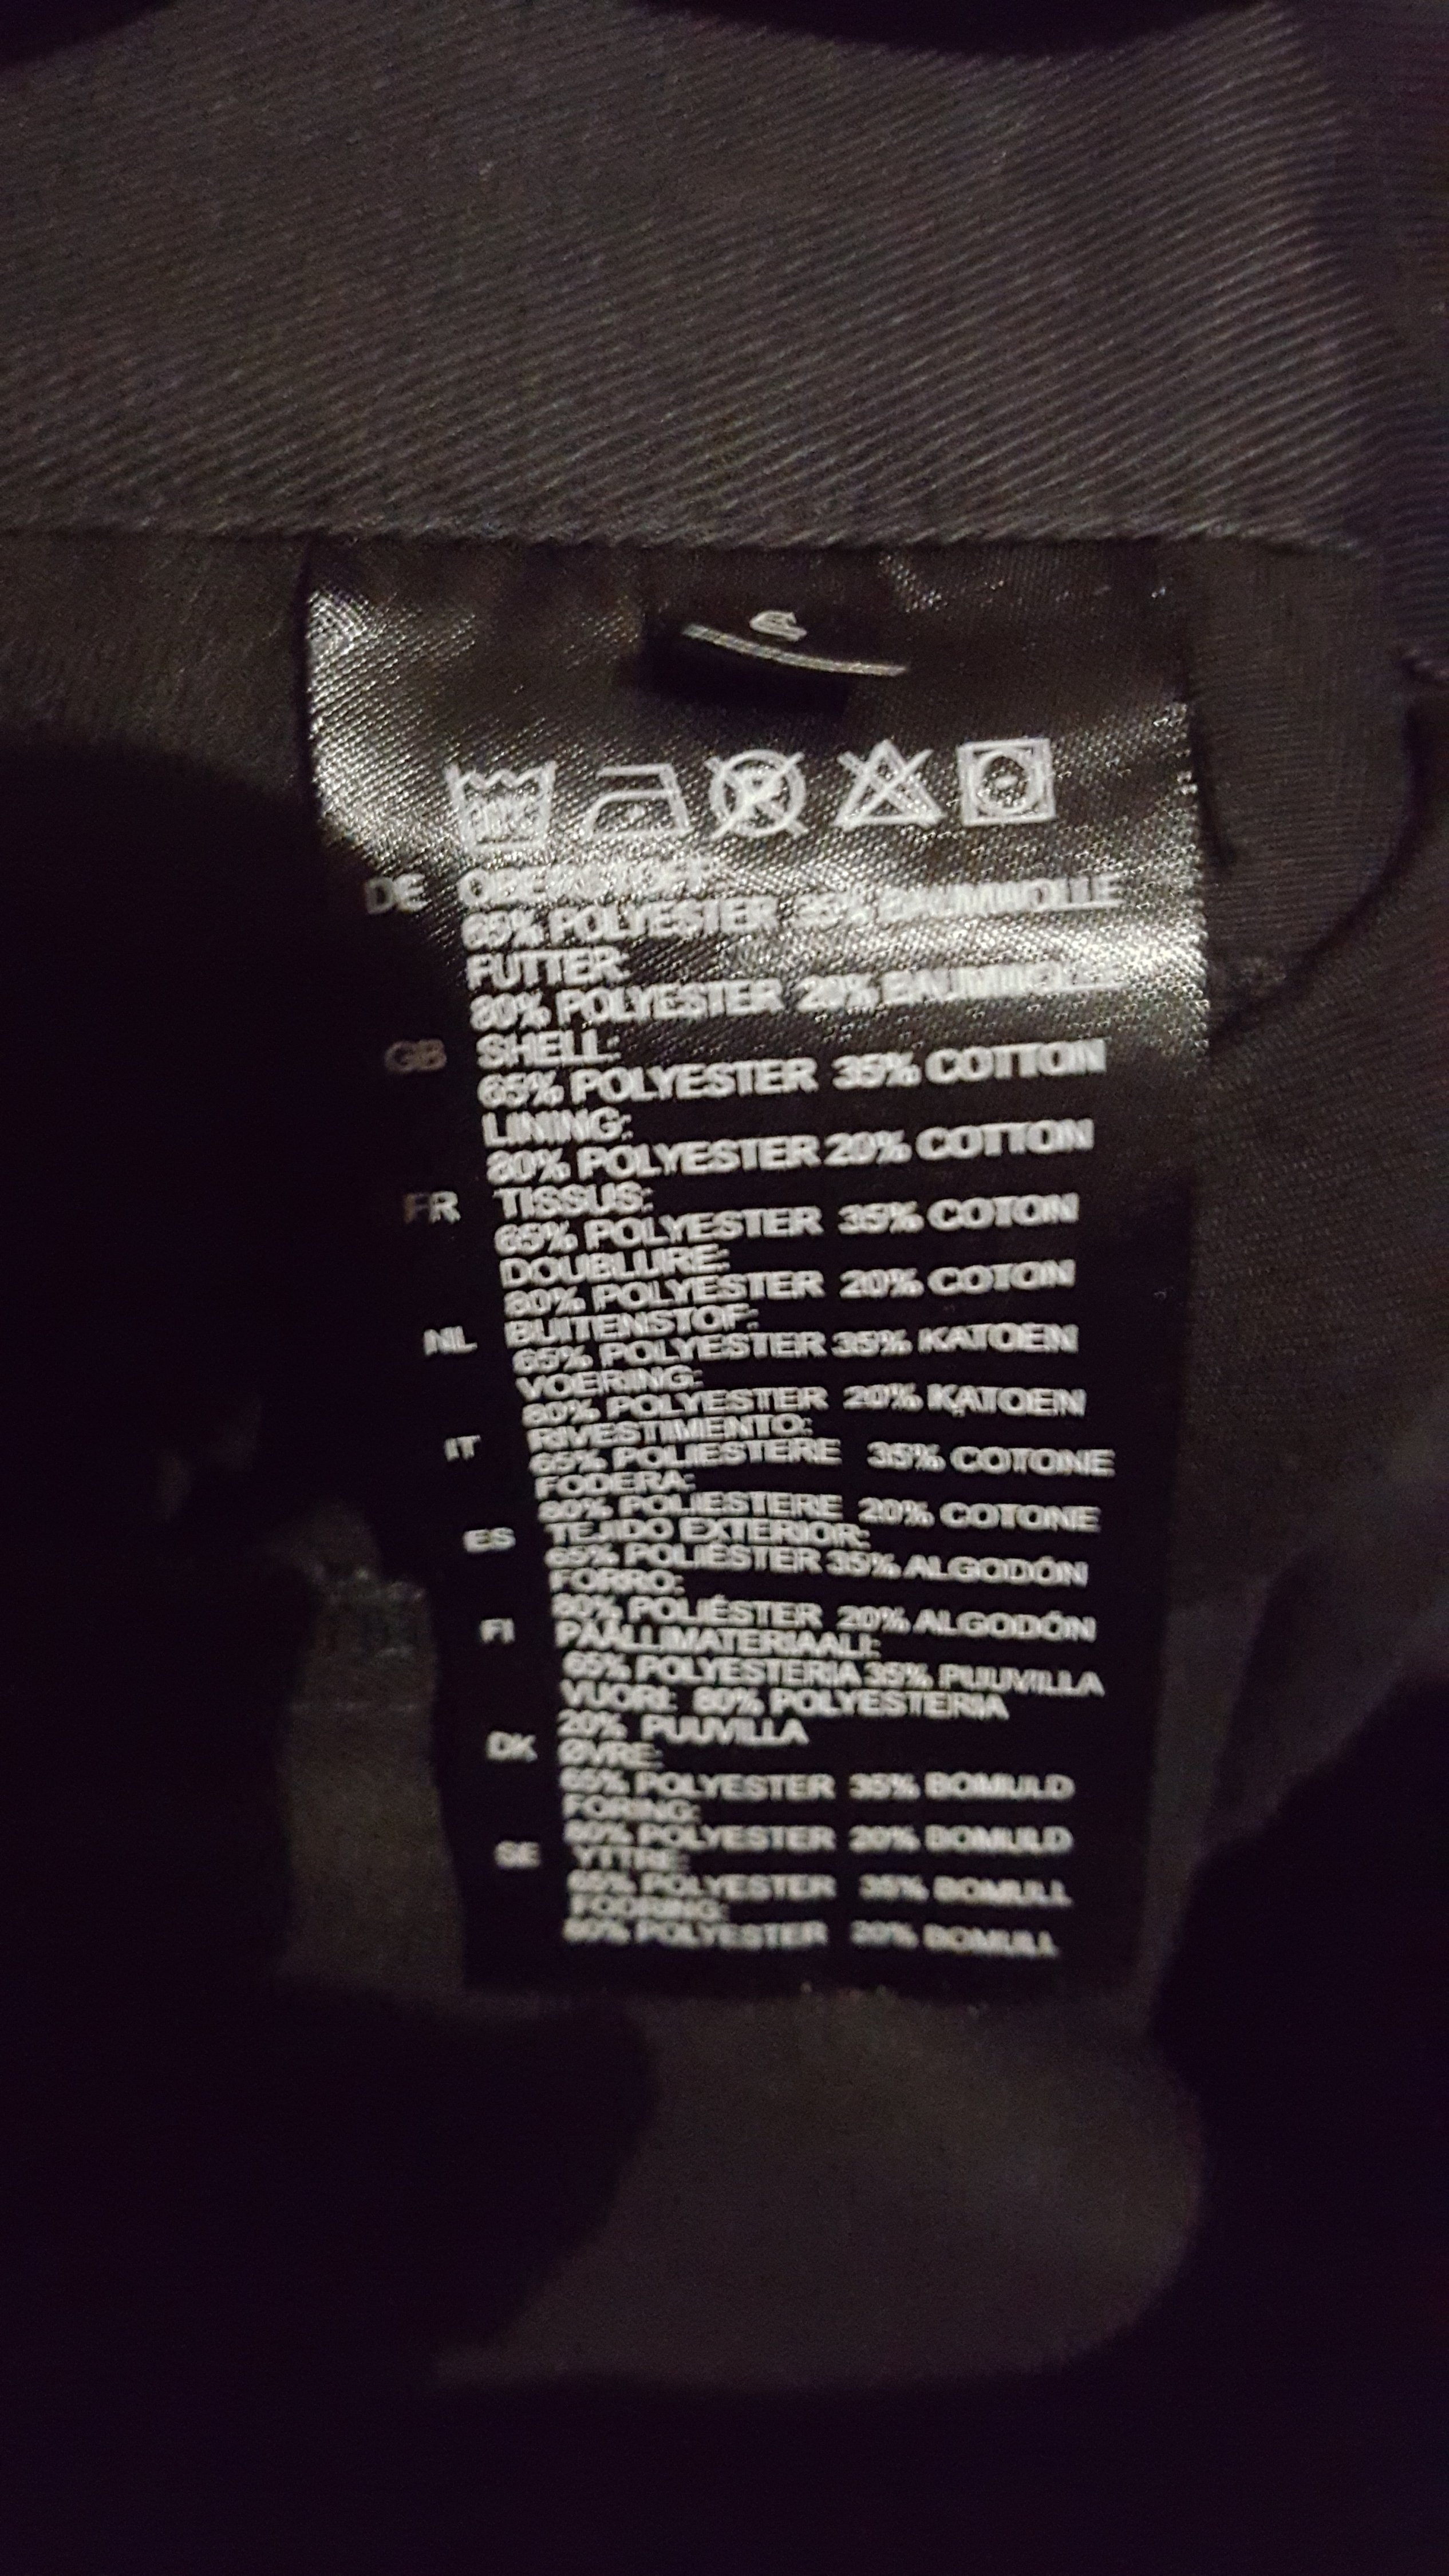 S
DE OBERSTOFF:
65% POLYESTER 35% BAUMWOLLE
FUTTER:
80% POLYESTER 20% BAUMWOLLE
GB SHELL:
65% POLYESTER 35% COTTON
LINING:
80% POLYESTER 20% COTTON
FR TISSUS:
65% POLYESTER 35% COTON
DOUBLURE:
80% POLYESTER 20% COTON
NL BUITENSTOF:
65% POLYESTER 35% KATOEN
VOERING:
80% POLYESTER 20% KATOEN
IT RIVESTIMENTO:
65% POLIESTERE 35% COTONE
FODERA:
80% POLIESTERE 20% COTONE
ES TEJIDO EXTERIOR:
65% POLIÉSTER 35% ALGODÓN
FORRO:
80% POLIÉSTER 20% ALGODÓN
FI PÄÄLLIMATERIAALI:
65% POLYESTERIA 35% PUUVILLA
VUORI: 80% POLYESTERIA
20% PUUVILLA
DK ØVRE:
65% POLYESTER 35% BOMULD
FORING:
80% POLYESTER 20% BOMULD
SE YTTRE:
65% POLYESTER 35% BOMULL
FODRING:
80% POLYESTER 20% BOMULL